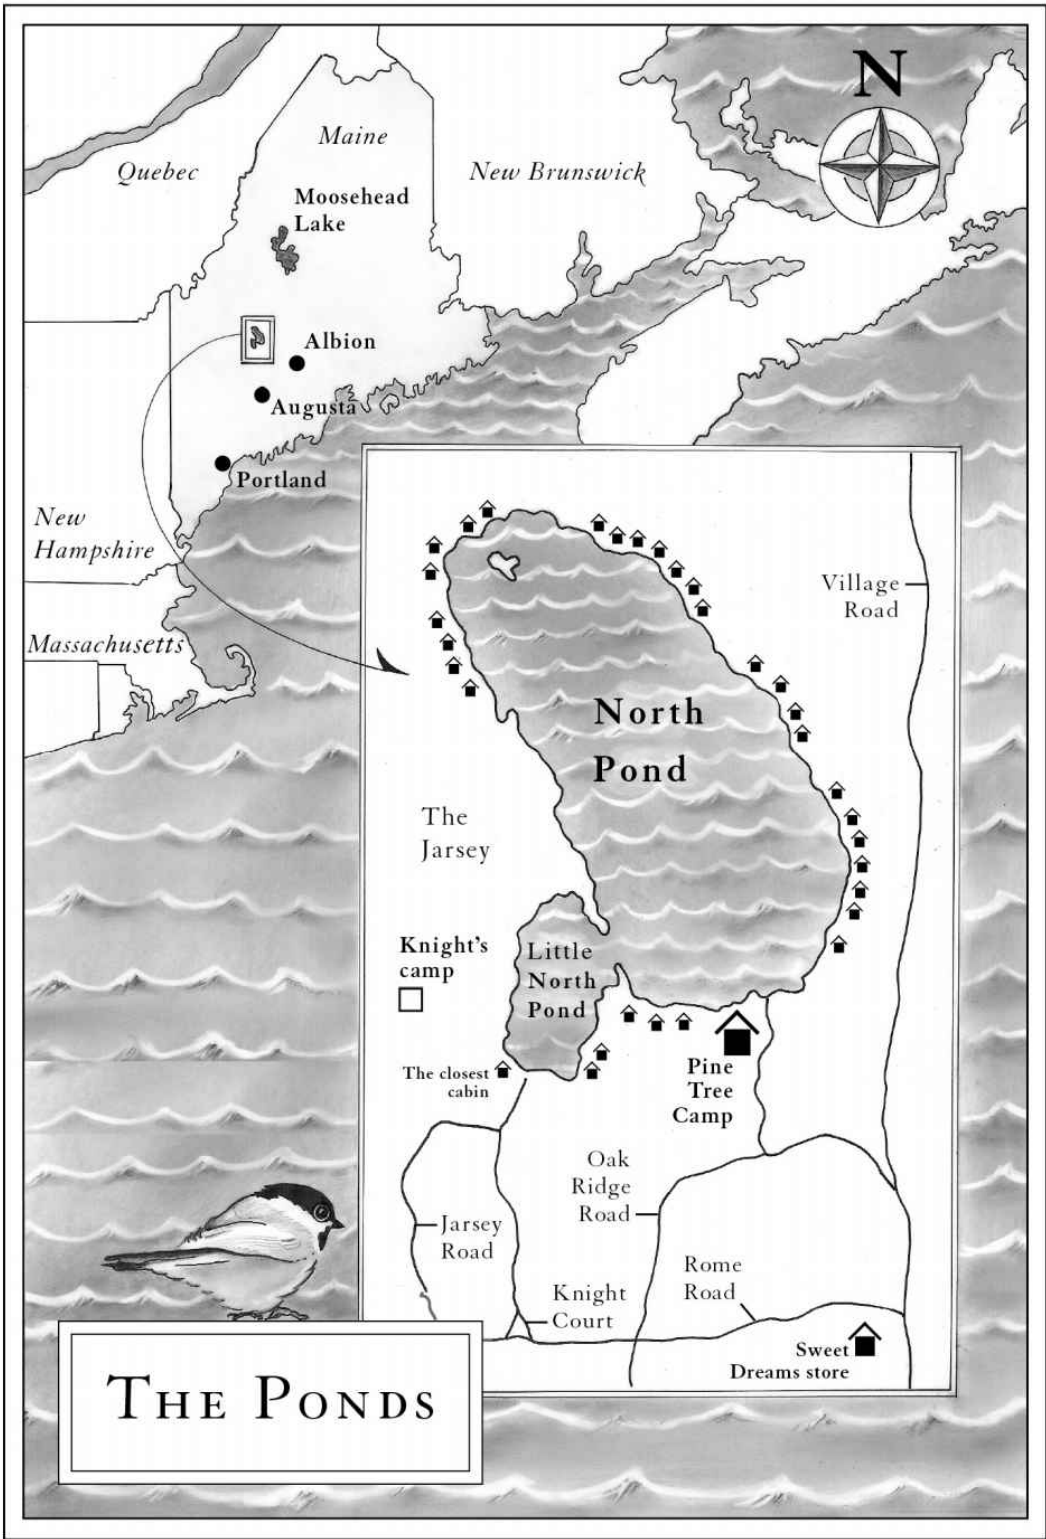 N
Maine
Quebec
New Brunswick
Moosehead
Lake
Albion
Augusta
Portland
New
Hampshire
Massachusetts
Village
Road
North
Pond
The
Jarsey
Knight's
camp
Little
North
Pond
The closest
cabin
Pine
Tree
Camp
Oak
Ridge
Road
Jarsey
Road
Rome
Road
Knight
Court
Sweet
Dreams store
THE PONDS